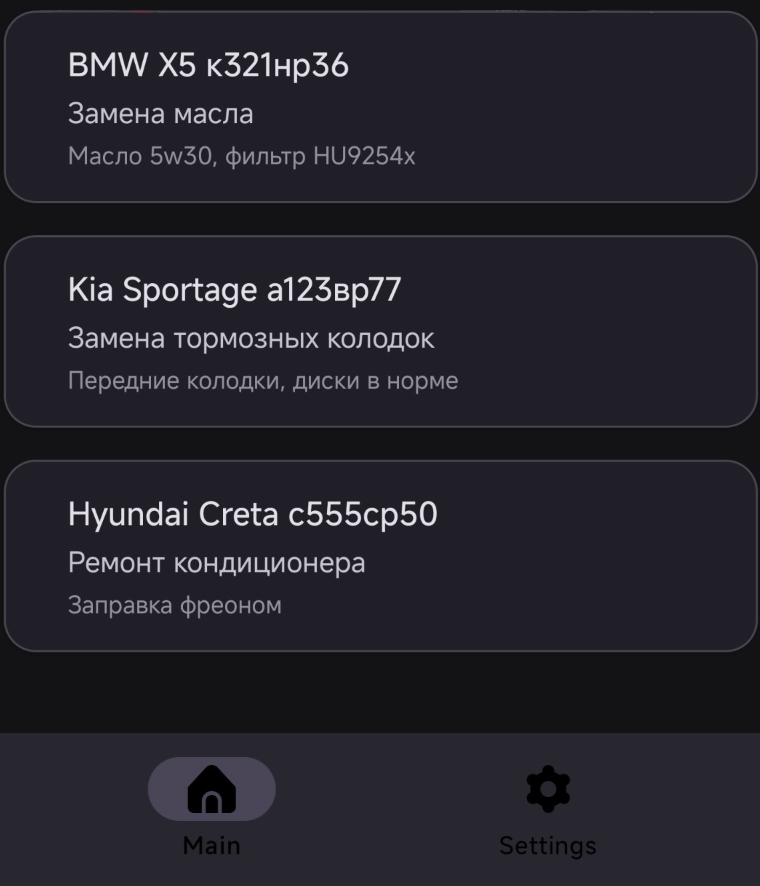 BMW X5 к321нр36
Замена масла
Масло 5w30, фильтр HU9254x
Kia Sportage а123вр77
Замена тормозных колодок
Передние колодки, диски в норме
Hyundai Creta с555ср50
Ремонт кондиционера
Заправка фреоном
Main
Settings